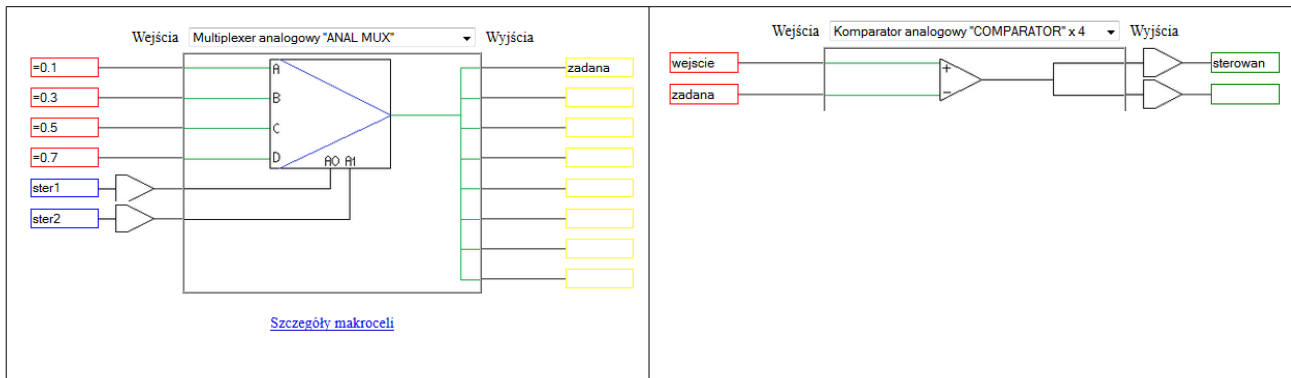 Wejścia Multiplexer analogowy "ANAL MUX" Wyjścia
=0.1 A zadana
=0.3 B
=0.5 C
=0.7 D
A0 A1
ster1
ster2
Szczegóły makroceli
Wejścia Komparator analogowy "COMPARATOR" x 4 Wyjścia
wejscie + sterowan
zadana −